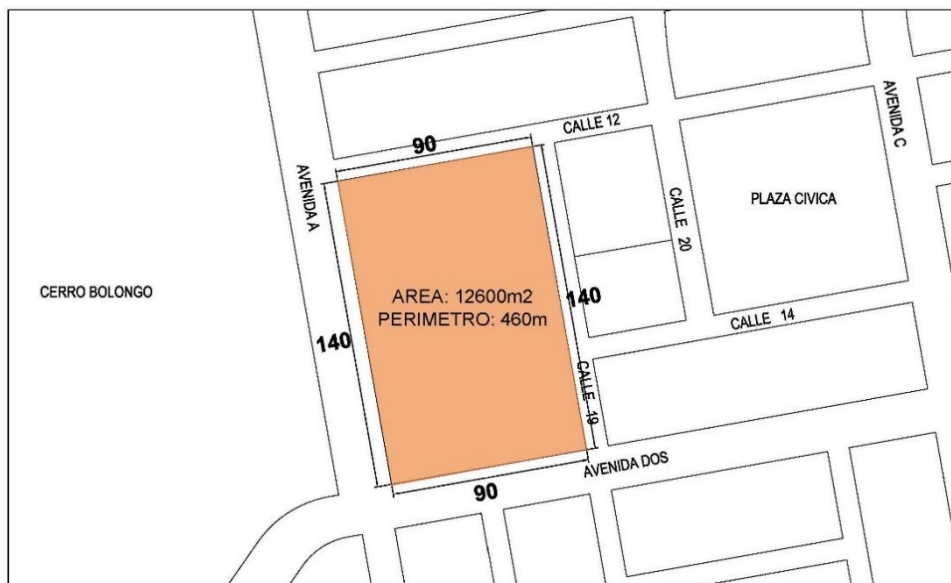 CALLE 12
90
AVENIDA A
AVENIDA C
CALLE 20
PLAZA CIVICA
CERRO BOLONGO
AREA: 12600m2
PERIMETRO: 460m
140
140
CALLE 14
CALLE 19
AVENIDA DOS
90